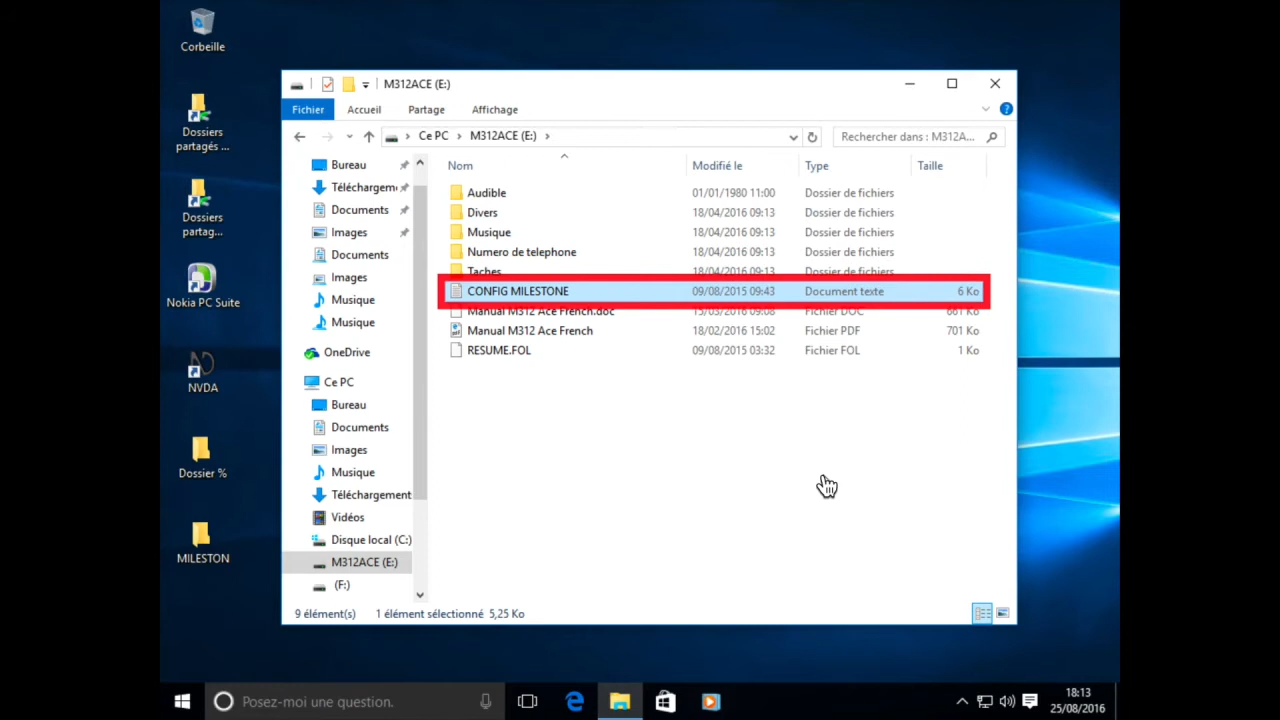 Corbeille
Dossiers
partagés ...
Dossiers
partag...
Nokia PC Suite
NVDA
Dossier %
MILESTON
M312ACE (E:)
Fichier Accueil Partage Affichage
Ce PC M312ACE (E:) Rechercher dans : M312A...
Bureau
Téléchargem
Documents
Images
Documents
Images
Musique
Musique
OneDrive
Ce PC
Bureau
Documents
Images
Musique
Téléchargement
Vidéos
Disque local (C:)
M312ACE (E:)
(F:)
Nom Modifié le Type Taille
Audible 01/01/1980 11:00 Dossier de fichiers
Divers 18/04/2016 09:13 Dossier de fichiers
Musique 18/04/2016 09:13 Dossier de fichiers
Numero de telephone 18/04/2016 09:13 Dossier de fichiers
Taches 18/04/2016 09:13 Dossier de fichiers
CONFIG MILESTONE 09/08/2015 09:43 Document texte 6 Ko
Manual M312 Ace French.doc 15/03/2016 09:08 Fichier DOC 661 Ko
Manual M312 Ace French 18/02/2016 15:02 Fichier PDF 701 Ko
RESUME.FOL 09/08/2015 03:32 Fichier FOL 1 Ko
9 élément(s) 1 élément sélectionné 5,25 Ko
Posez-moi une question.
18:13
25/08/2016